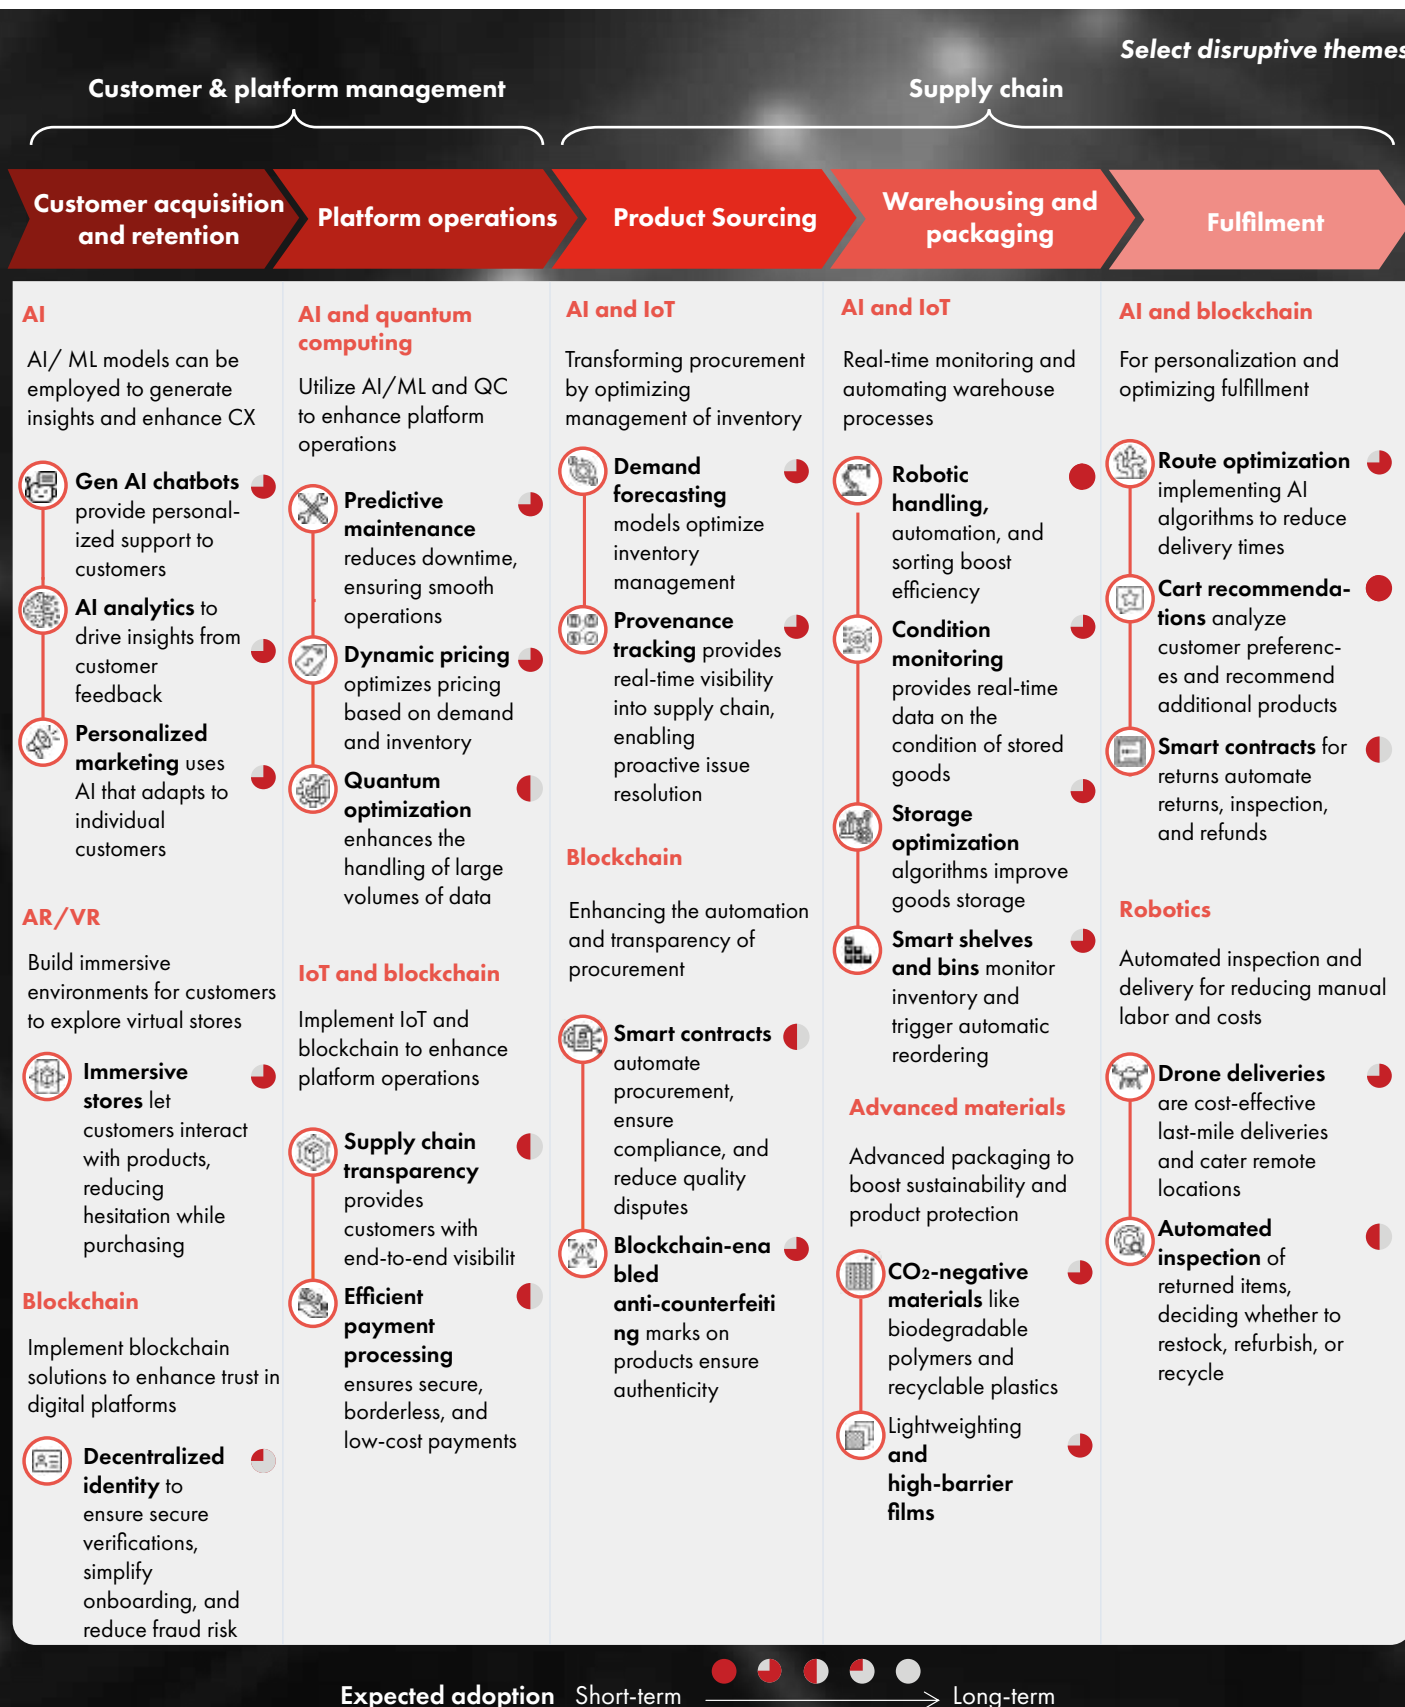 Select disruptive themes
Customer & platform management
Supply chain
Customer acquisition
and retention
Platform operations
Product Sourcing
Warehousing and
packaging
Fulfilment
AI
AI/ ML models can be
employed to generate
insights and enhance CX
Gen AI chatbots
provide personal-
ized support to
customers
AI analytics to
drive insights from
customer
feedback
Personalized
marketing uses
AI that adapts to
individual
customers
AR/VR
Build immersive
environments for customers
to explore virtual stores
Immersive
stores let
customers interact
with products,
reducing
hesitation while
purchasing
Blockchain
Implement blockchain
solutions to enhance trust in
digital platforms
Decentralized
identity to
ensure secure
verifications,
simplify
onboarding, and
reduce fraud risk
AI and quantum
computing
Utilize AI/ML and QC
to enhance platform
operations
Predictive
maintenance
reduces downtime,
ensuring smooth
operations
Dynamic pricing
optimizes pricing
based on demand
and inventory
Quantum
optimization
enhances the
handling of large
volumes of data
IoT and blockchain
Implement IoT and
blockchain to enhance
platform operations
Supply chain
transparency
provides
customers with
end-to-end visibilit
Efficient
payment
processing
ensures secure,
borderless, and
low-cost payments
AI and IoT
Transforming procurement
by optimizing
management of inventory
Demand
forecasting
models optimize
inventory
management
Provenance
tracking provides
real-time visibility
into supply chain,
enabling
proactive issue
resolution
Blockchain
Enhancing the automation
and transparency of
procurement
Smart contracts
automate
procurement,
ensure
compliance, and
reduce quality
disputes
Blockchain-ena
bled
anti-counterfeiti
ng marks on
products ensure
authenticity
AI and IoT
Real-time monitoring and
automating warehouse
processes
Robotic
handling,
automation, and
sorting boost
efficiency
Condition
monitoring
provides real-time
data on the
condition of stored
goods
Storage
optimization
algorithms improve
goods storage
Smart shelves
and bins monitor
inventory and
trigger automatic
reordering
Advanced materials
Advanced packaging to
boost sustainability and
product protection
CO₂-negative
materials like
biodegradable
polymers and
recyclable plastics
Lightweighting
and
high-barrier
films
AI and blockchain
For personalization and
optimizing fulfillment
Route optimization
implementing AI
algorithms to reduce
delivery times
Cart recommenda-
tions analyze
customer preferenc-
es and recommend
additional products
Smart contracts for
returns automate
returns, inspection,
and refunds
Robotics
Automated inspection and
delivery for reducing manual
labor and costs
Drone deliveries
are cost-effective
last-mile deliveries
and cater remote
locations
Automated
inspection of
returned items,
deciding whether to
restock, refurbish, or
recycle
Expected adoption Short-term Long-term